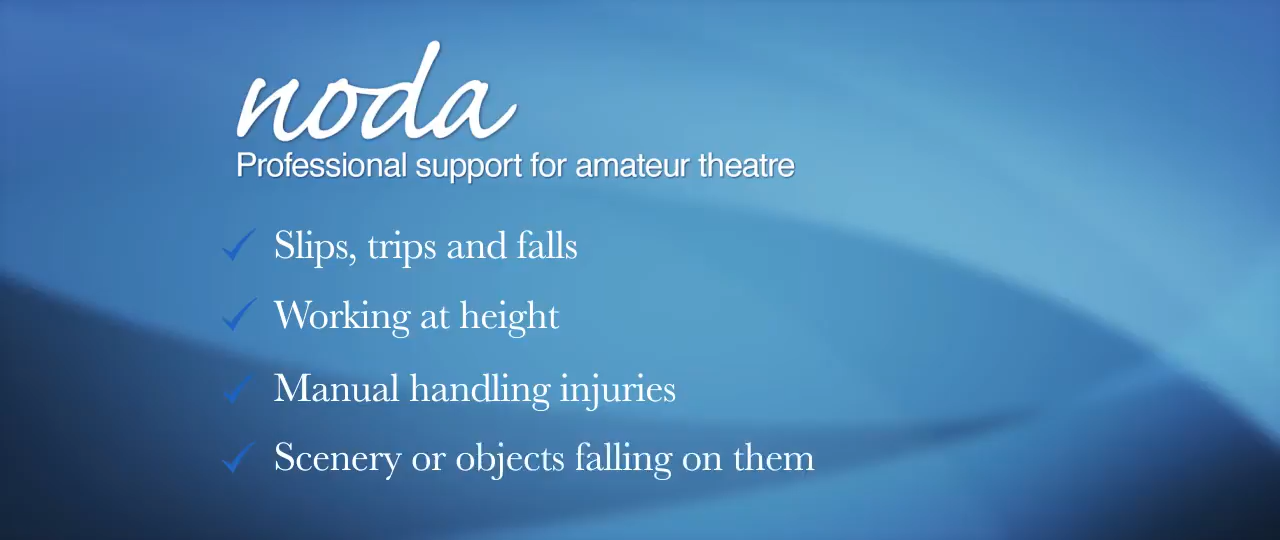 noda
Professional support for amateur theatre
Slips, trips and falls
Working at height
Manual handling injuries
Scenery or objects falling on them